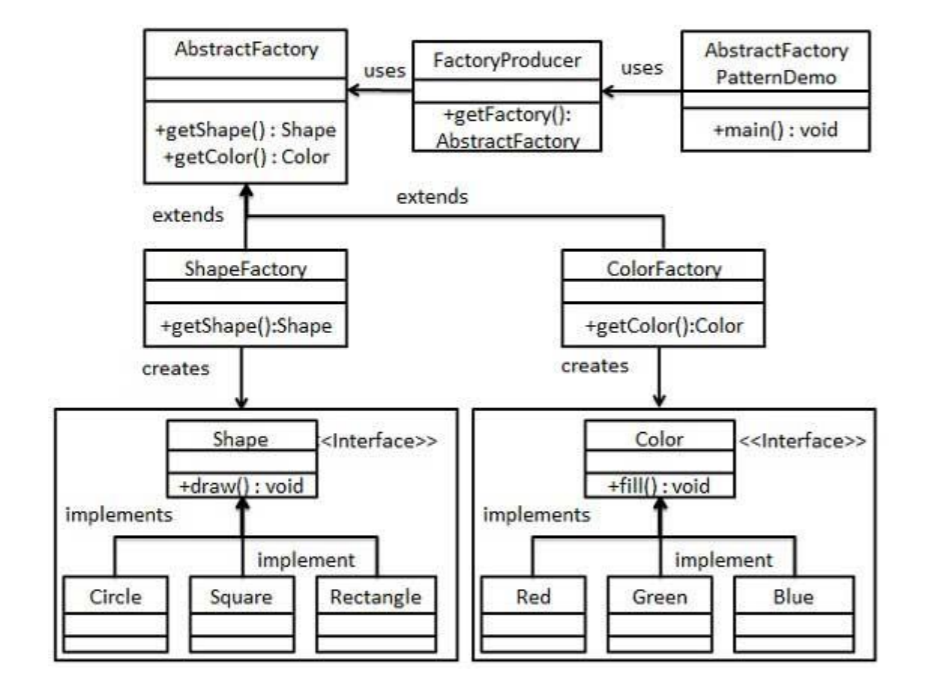 AbstractFactory
+getShape() : Shape
+getColor() : Color
uses
FactoryProducer
+getFactory():
AbstractFactory
uses
AbstractFactory
PatternDemo
+main() : void
extends
extends
ShapeFactory
+getShape():Shape
ColorFactory
+getColor():Color
creates
creates
Shape
<<Interface>>
+draw() : void
implements
implement
Circle
Square
Rectangle
Color
<<Interface>>
+fill() : void
implements
implement
Red
Green
Blue